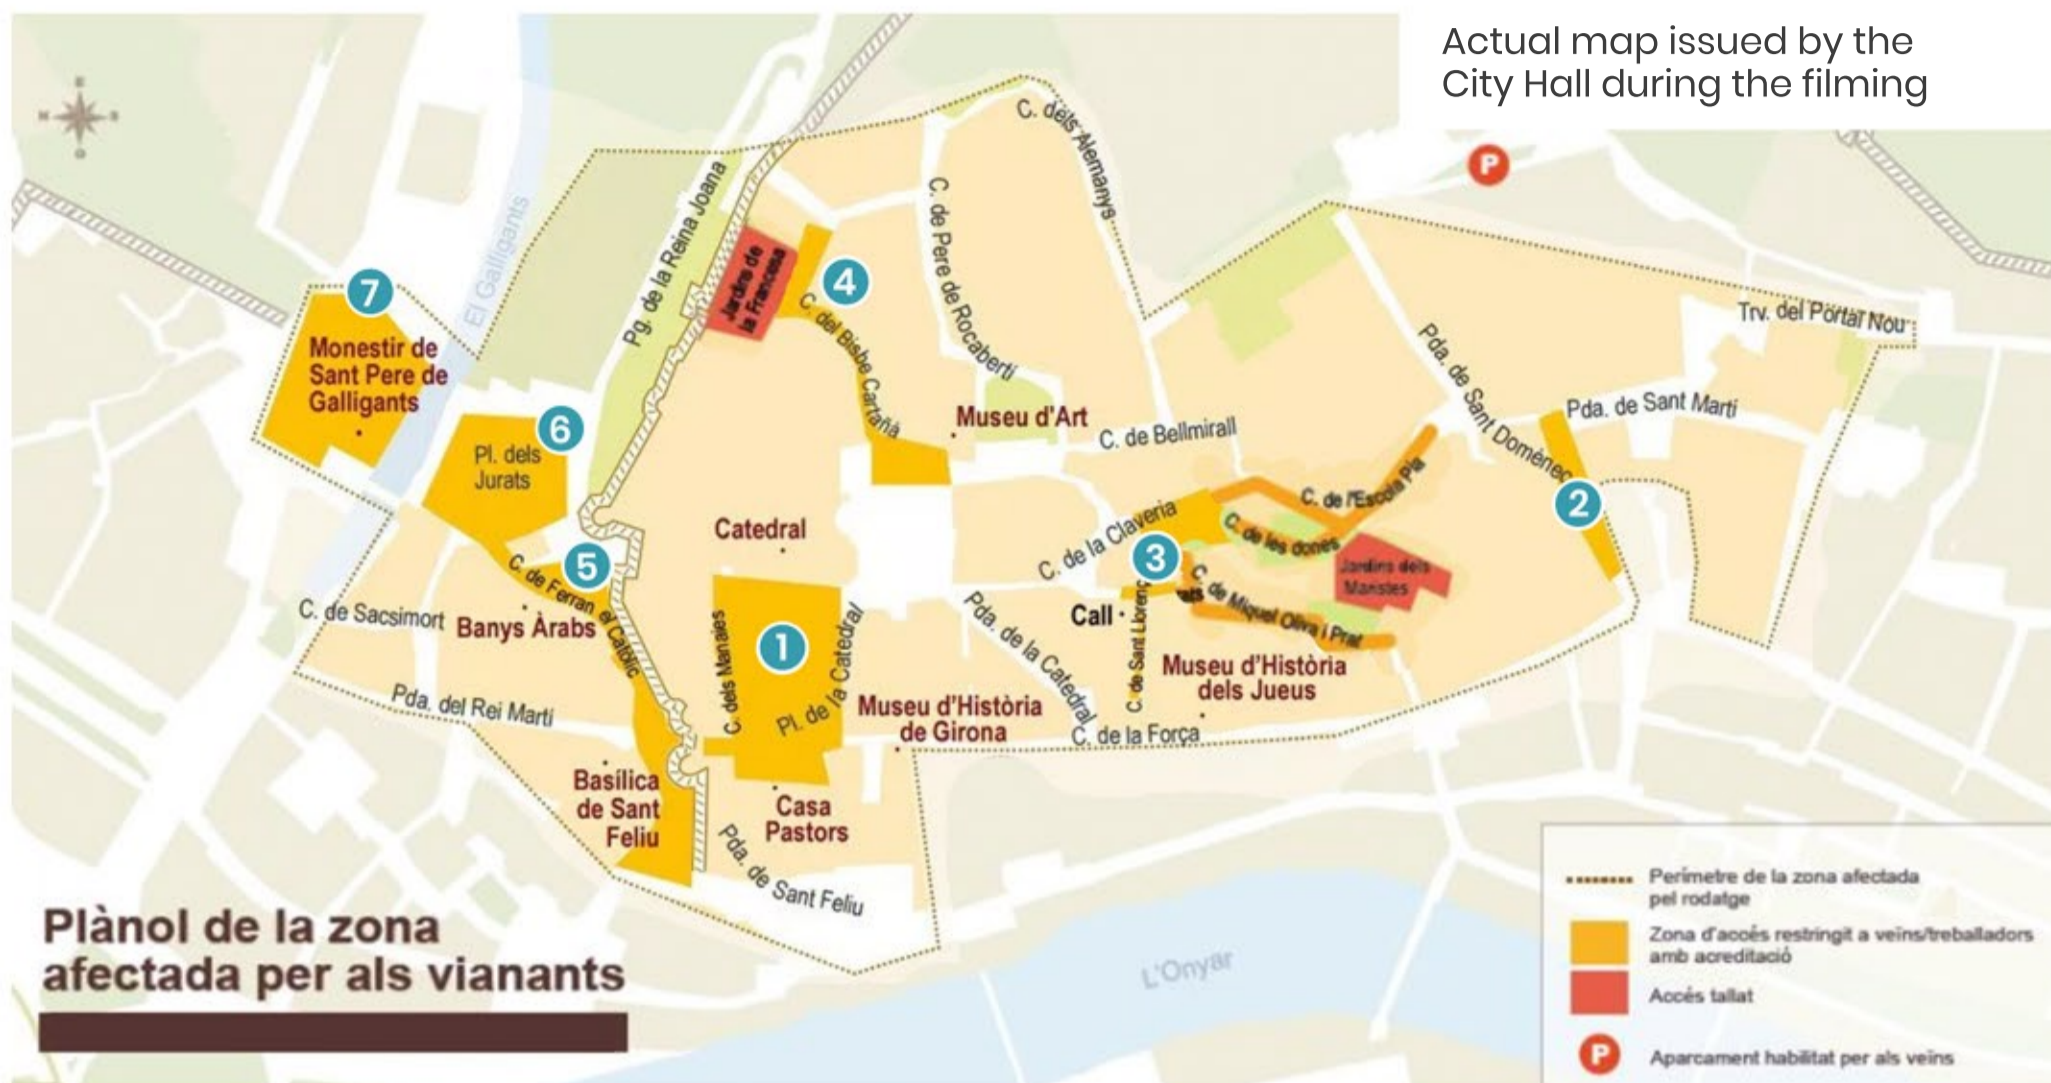 Actual map issued by the
City Hall during the filming
P
E
N
S
O
C. dels Alemanys
Pg. de la Reina Joana
C. de Pere de Rocabertí
El Galligants
Jardins de
la Francesa
4
7
C. del Bisbe Cartañà
Trv. del Portal Nou
Monestir de
Sant Pere de
Galligants
Pda. de Sant Domènec
Pda. de Sant Martí
6
Museu d'Art
C. de Bellmirall
Pl. dels
Jurats
C. de l'Escola Pia
2
Catedral
C. de la Claveria
C. de les dones
3
5
Jardins dels
Maristes
C. de Ferran el Catòlic
C. de Sacsimort
Banys Àrabs
Call
C. de Miquel Oliva i Prat
1
C. dels Manaies
Pl. de la Catedral
Pda. de la Catedral
C. de Sant Llorenç
Museu d'Història
dels Jueus
Pda. del Rei Martí
Museu d'Història
de Girona
C. de la Força
Basílica
de Sant
Feliu
Casa
Pastors
Pda. de Sant Feliu
L'Onyar
Plànol de la zona
afectada per als vianants
Perímetre de la zona afectada
pel rodatge
Zona d'accés restringit a veïns/treballadors
amb acreditació
Accés tallat
P
Aparcament habilitat per als veïns